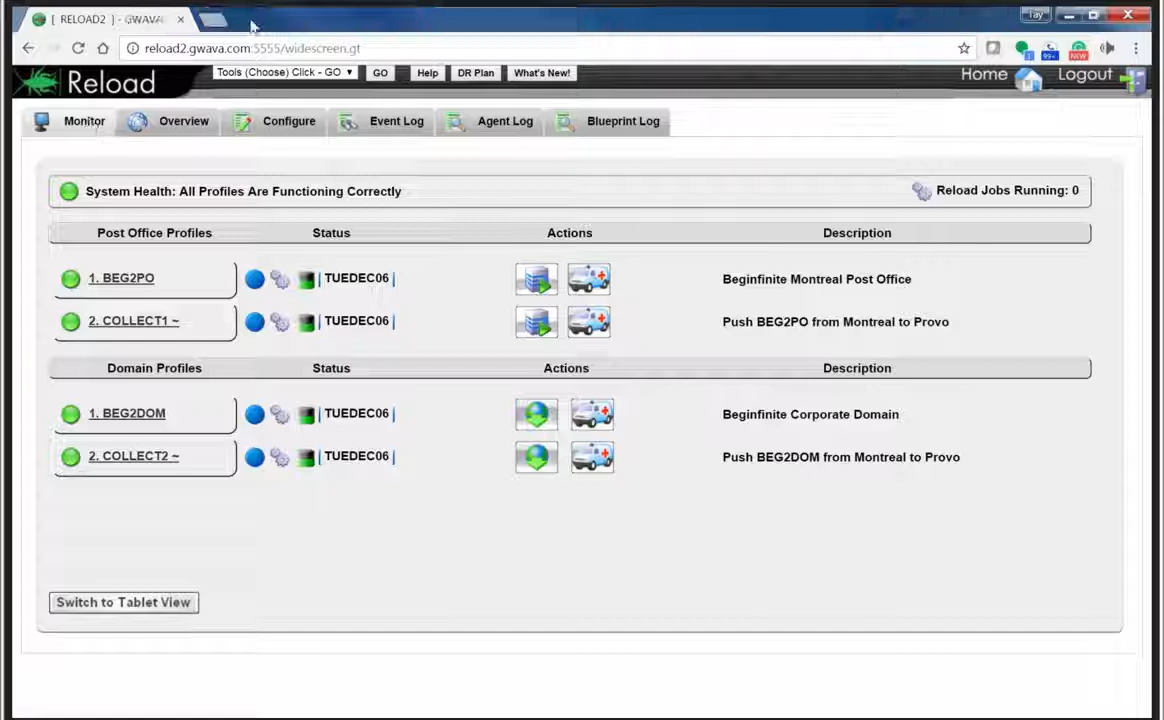 [ RELOAD2 ] - GWAVA
Tay
reload2.gwava.com:5555/widescreen.gt
99+
NEW
Reload
Tools (Choose) Click - GO
GO
Help
DR Plan
What's New!
Home
Logout
Monitor
Overview
Configure
Event Log
Agent Log
Blueprint Log
System Health: All Profiles Are Functioning Correctly
Reload Jobs Running: 0
Post Office Profiles Status Actions Description
1. BEG2PO | TUEDEC06 | Beginfinite Montreal Post Office
2. COLLECT1 ~ | TUEDEC06 | Push BEG2PO from Montreal to Provo
Domain Profiles Status Actions Description
1. BEG2DOM | TUEDEC06 | Beginfinite Corporate Domain
2. COLLECT2 ~ | TUEDEC06 | Push BEG2DOM from Montreal to Provo
Switch to Tablet View